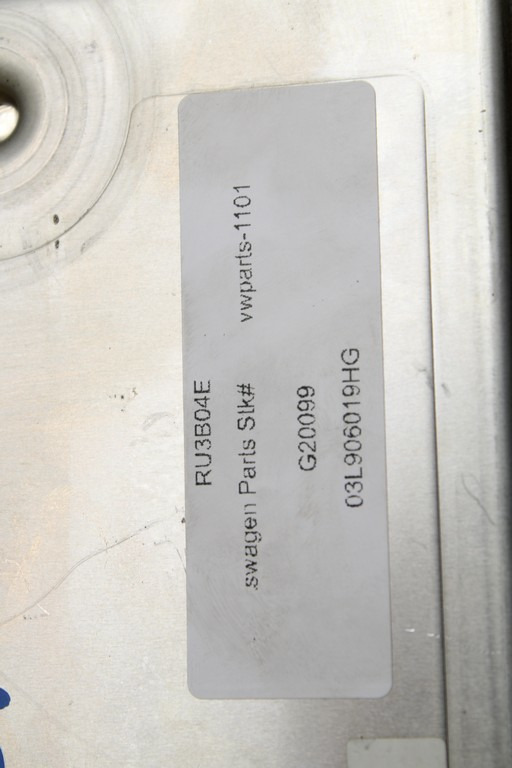 RU3B04E
swagen Parts Stk# vwparts-1101
G20099
03L906019HG